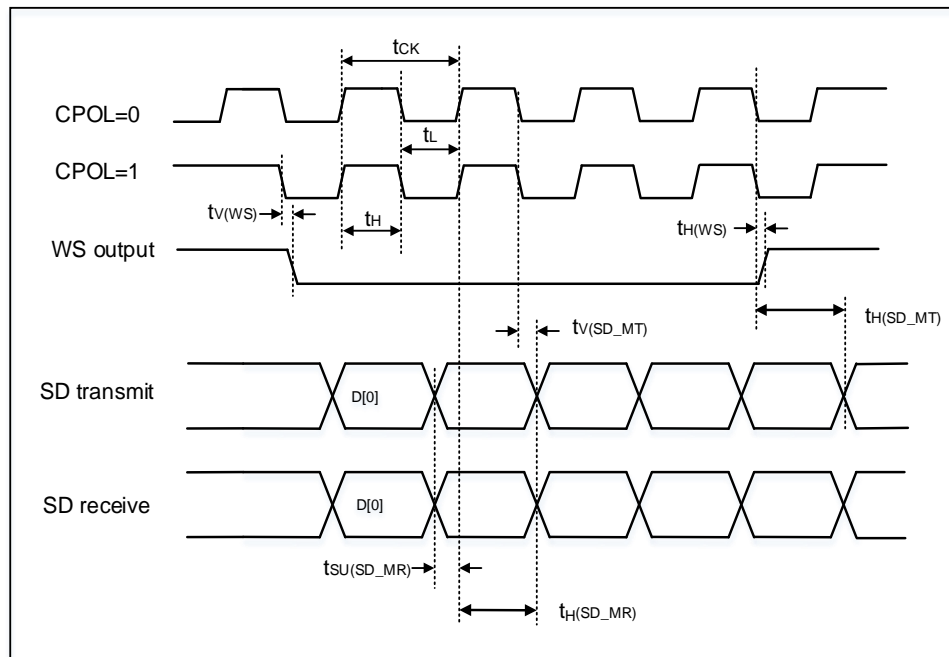 tCK
CPOL=0
tL
CPOL=1
tV(WS)
tH
tH(WS)
WS output
tV(SD_MT)
tH(SD_MT)
SD transmit
D[0]
SD receive
D[0]
tSU(SD_MR)
tH(SD_MR)